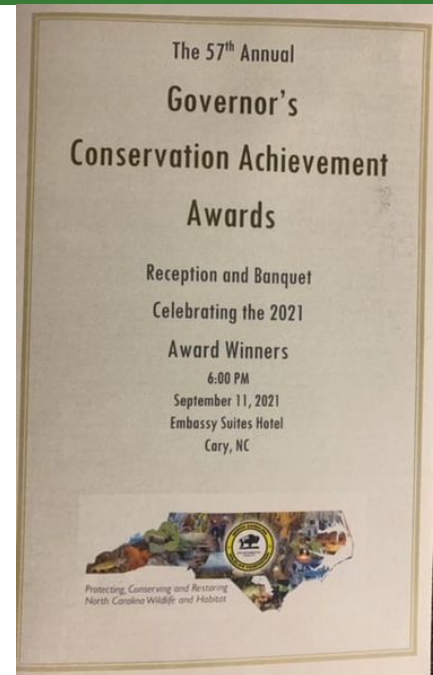 The 57th Annual
Governor's
Conservation Achievement
Awards
Reception and Banquet
Celebrating the 2021
Award Winners
6:00 PM
September 11, 2021
Embassy Suites Hotel
Cary, NC
Protecting, Conserving and Restoring
North Carolina Wildlife and Habitat